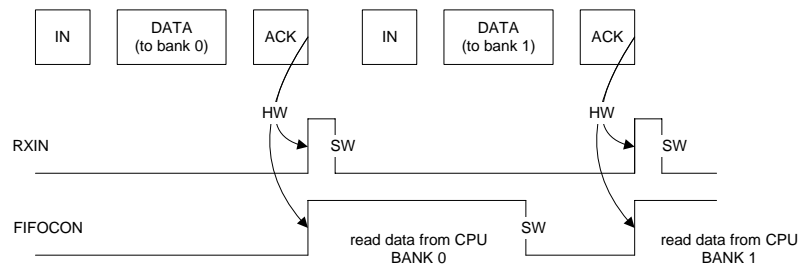 IN
DATA
(to bank 0)
ACK
IN
DATA
(to bank 1)
ACK
HW
HW
RXIN
SW
SW
FIFOCON
SW
read data from CPU
BANK 0
read data from CPU
BANK 1